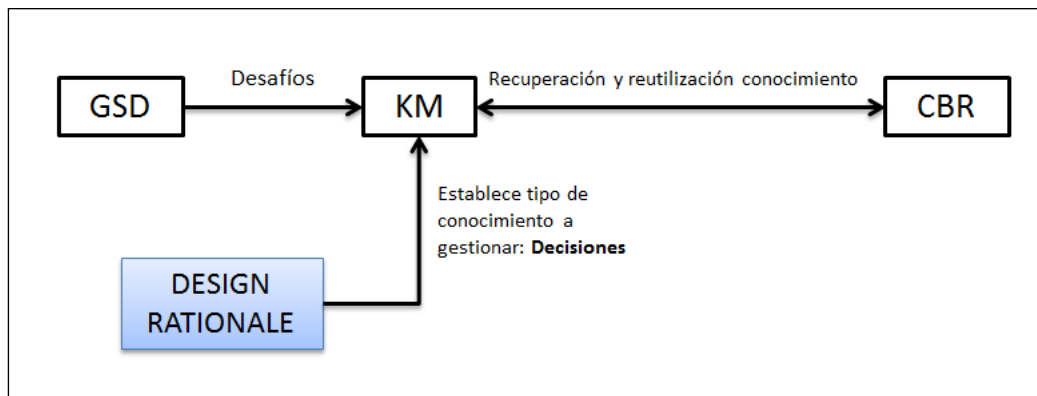 Desafíos
Recuperación y reutilización conocimiento
GSD
KM
CBR
Establece tipo de
conocimiento a
gestionar: Decisiones
DESIGN
RATIONALE